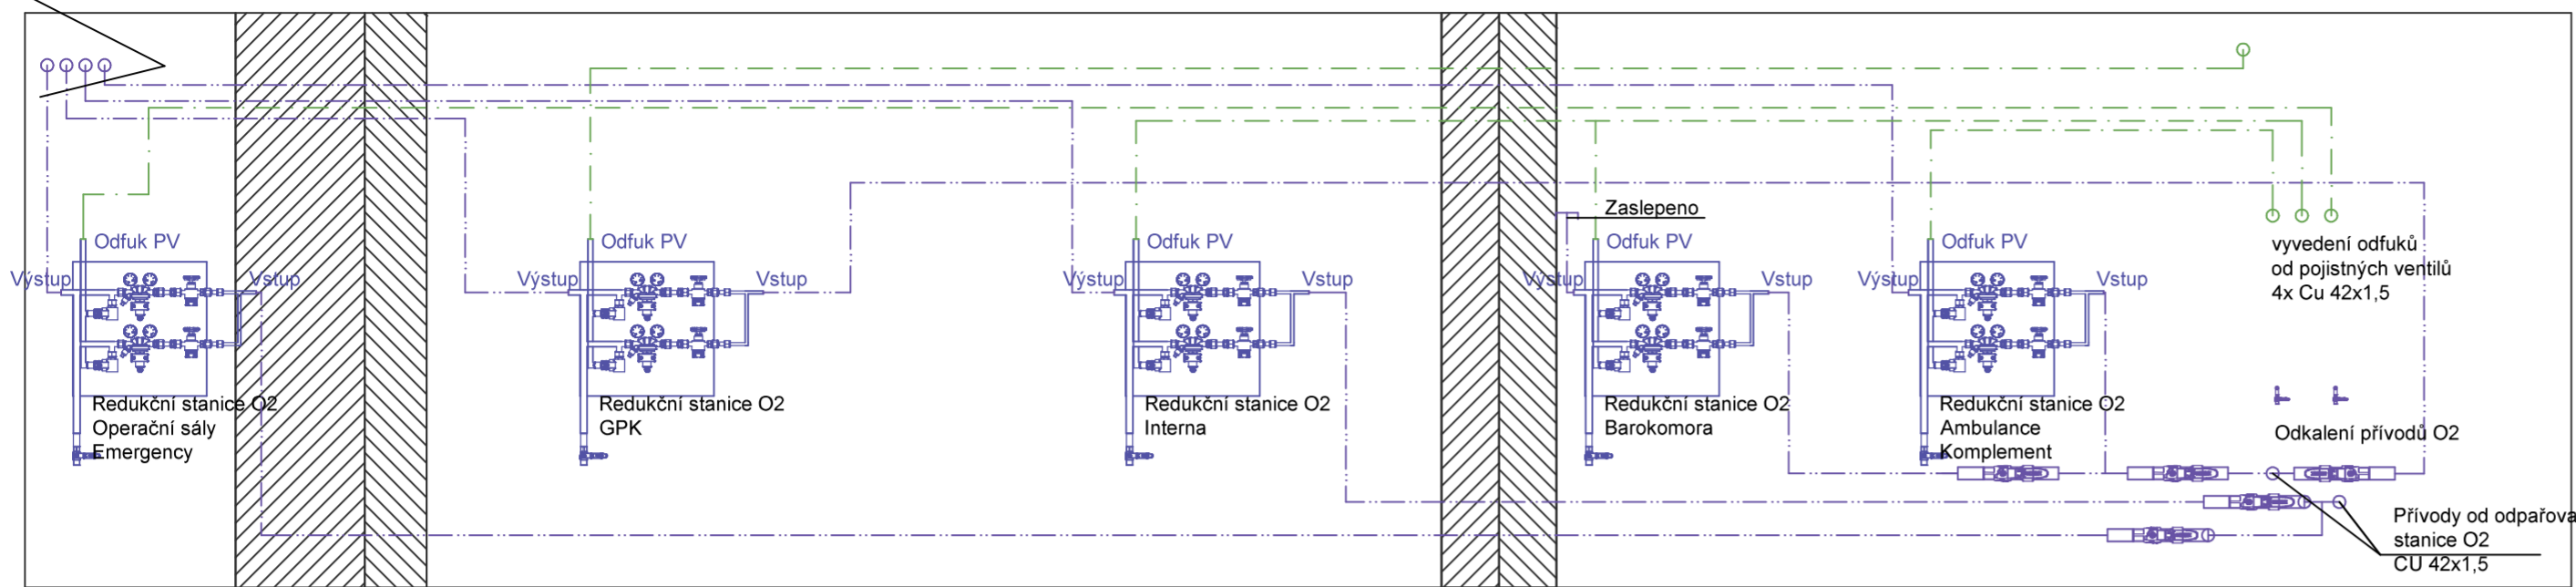 Zaslepeno
Odfuk PV
Výstup
Vstup
Redukční stanice O2
Operační sály
Emergency
Odfuk PV
Výstup
Vstup
Redukční stanice O2
GPK
Odfuk PV
Výstup
Vstup
Redukční stanice O2
Interna
Odfuk PV
Výstup
Vstup
Redukční stanice O2
Barokomora
Odfuk PV
Výstup
Vstup
Redukční stanice O2
Ambulance
Komplement
vyvedení odfuků
od pojistných ventilů
4x Cu 42x1,5
Odkalení přívodů O2
Přívody od odpařova
stanice O2
CU 42x1,5